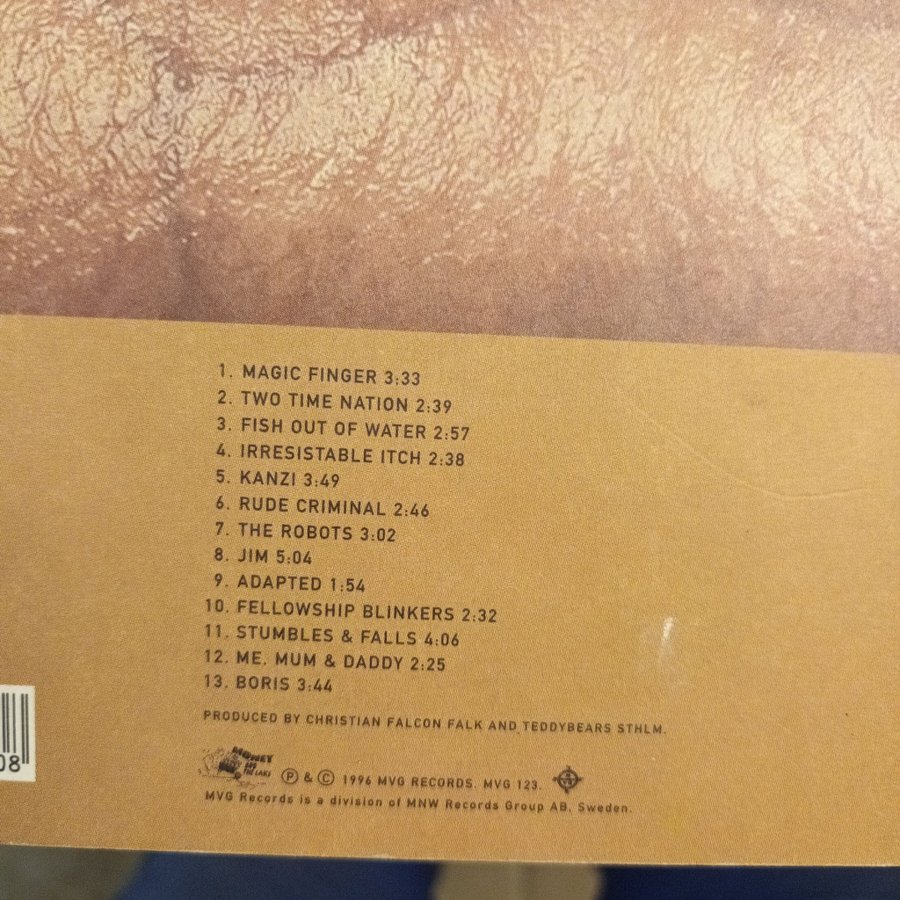 1. MAGIC FINGER 3:33
2. TWO TIME NATION 2:39
3. FISH OUT OF WATER 2:57
4. IRRESISTABLE ITCH 2:38
5. KANZI 3:49
6. RUDE CRIMINAL 2:46
7. THE ROBOTS 3:02
8. JIM 5:04
9. ADAPTED 1:54
10. FELLOWSHIP BLINKERS 2:32
11. STUMBLES & FALLS 4:06
12. ME, MUM & DADDY 2:25
13. BORIS 3:44
PRODUCED BY CHRISTIAN FALCON FALK AND TEDDYBEARS STHLM.
08
MONEY
THE LAKE
Ⓟ & © 1996 MVG RECORDS. MVG 123.
MVG Records is a division of MNW Records Group AB, Sweden.